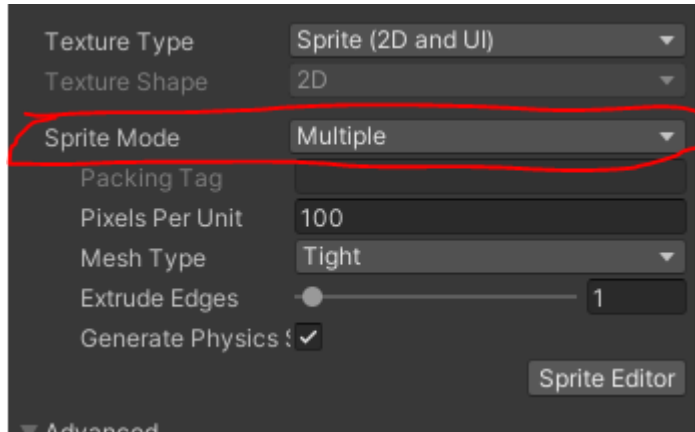 Texture Type Sprite (2D and UI)
Texture Shape 2D
Sprite Mode Multiple
Packing Tag
Pixels Per Unit 100
Mesh Type Tight
Extrude Edges 1
Generate Physics
Sprite Editor
Advanced